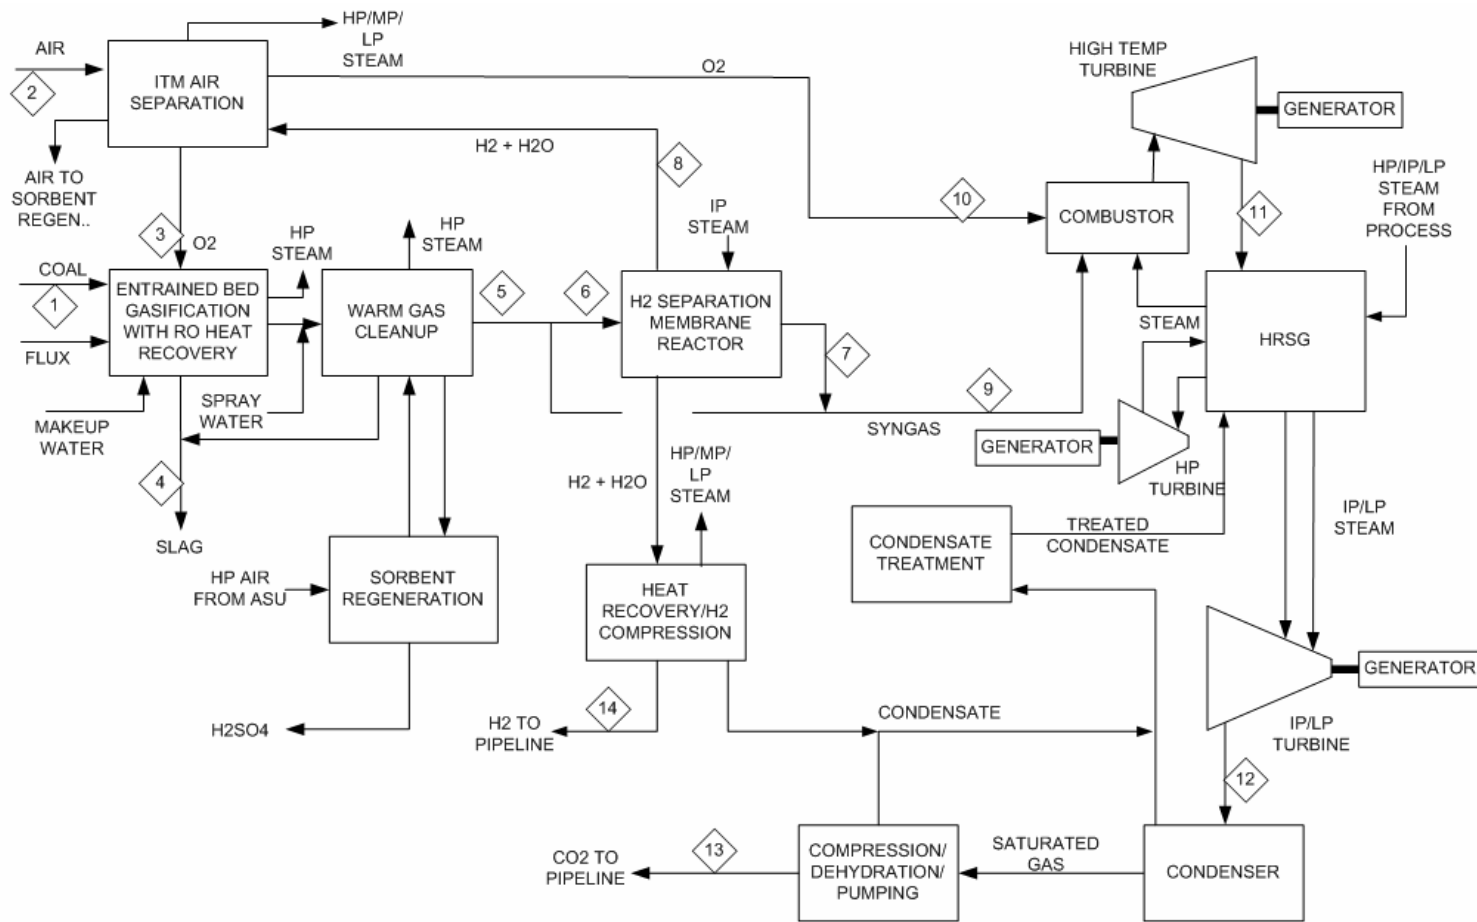 HP/MP/
LP
STEAM
AIR
2
ITM AIR
SEPARATION
O2
HIGH TEMP
TURBINE
GENERATOR
H2 + H2O
8
AIR TO
SORBENT
REGEN..
3
O2
HP
STEAM
HP
STEAM
IP
STEAM
10
COMBUSTOR
11
HP/IP/LP
STEAM
FROM
PROCESS
COAL
1
FLUX
ENTRAINED BED
GASIFICATION
WITH RO HEAT
RECOVERY
WARM GAS
CLEANUP
5
6
H2 SEPARATION
MEMBRANE
REACTOR
7
STEAM
HRSG
MAKEUP
WATER
SPRAY
WATER
9
SYNGAS
GENERATOR
HP
TURBINE
4
SLAG
H2 + H2O
HP/MP/
LP
STEAM
IP/LP
STEAM
CONDENSATE
TREATMENT
TREATED
CONDENSATE
HP AIR
FROM ASU
SORBENT
REGENERATION
HEAT
RECOVERY/H2
COMPRESSION
GENERATOR
IP/LP
TURBINE
H2SO4
14
H2 TO
PIPELINE
CONDENSATE
12
13
CO2 TO
PIPELINE
COMPRESSION/
DEHYDRATION/
PUMPING
SATURATED
GAS
CONDENSER